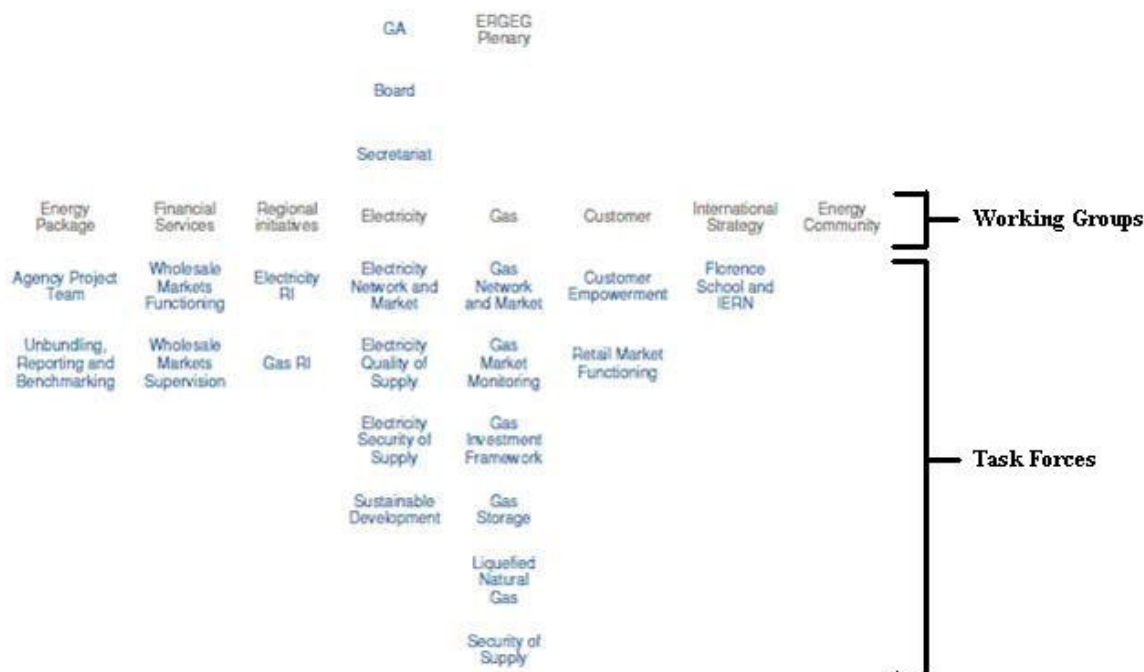 GA
ERGEG
Plenary
Board
Secretariat
Energy
Package
Financial
Services
Regional
initiatives
Electricity
Gas
Customer
International
Strategy
Energy
Community
Working Groups
Agency Project
Team
Wholesale
Markets
Functioning
Electricity
RI
Electricity
Network and
Market
Gas
Network
and Market
Customer
Empowerment
Florence
School and
IERN
Unbundling,
Reporting and
Benchmarking
Wholesale
Markets
Supervision
Gas RI
Electricity
Quality of
Supply
Gas
Market
Monitoring
Retail Market
Functioning
Electricity
Security of
Supply
Gas
Investment
Framework
Task Forces
Sustainable
Development
Gas
Storage
Liquefied
Natural
Gas
Security of
Supply